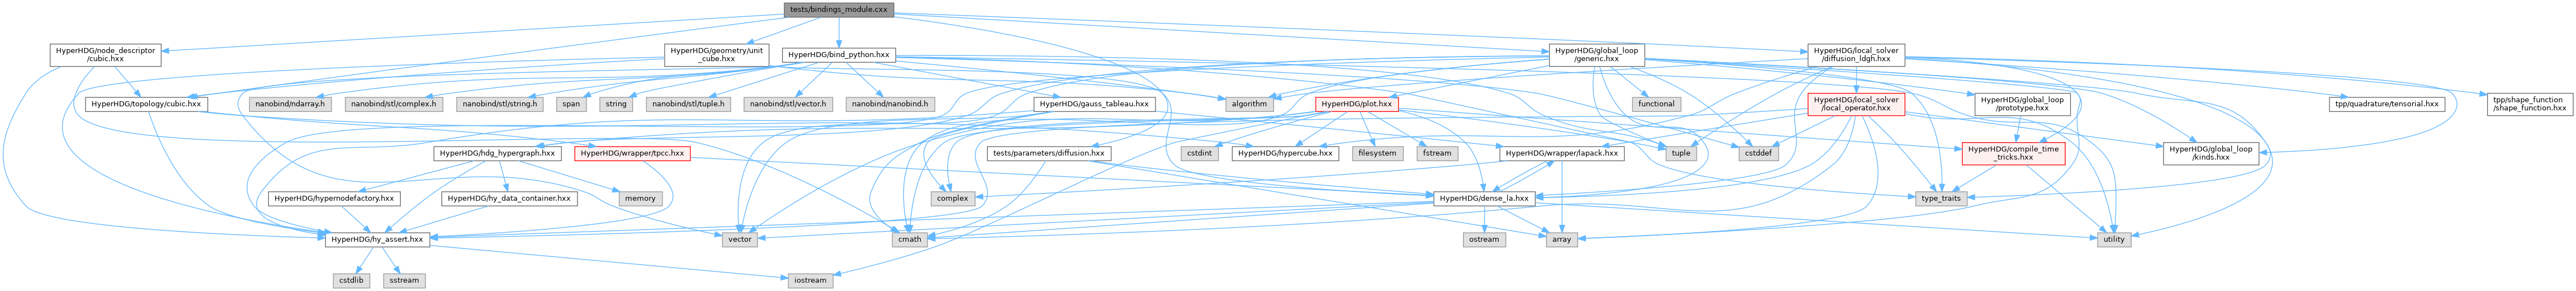 tests/bindings_module.cxx
HyperHDG/node_descriptor
/cubic.hxx
HyperHDG/geometry/unit
_cube.hxx
HyperHDG/bind_python.hxx
HyperHDG/global_loop
/generic.hxx
HyperHDG/local_solver
/diffusion_ldgh.hxx
HyperHDG/topology/cubic.hxx
nanobind/ndarray.h
nanobind/stl/complex.h
nanobind/stl/string.h
span
string
nanobind/stl/tuple.h
nanobind/stl/vector.h
nanobind/nanobind.h
HyperHDG/gauss_tableau.hxx
algorithm
HyperHDG/plot.hxx
functional
HyperHDG/local_solver
/local_operator.hxx
HyperHDG/global_loop
/prototype.hxx
tpp/quadrature/tensorial.hxx
tpp/shape_function
/shape_function.hxx
HyperHDG/hdg_hypergraph.hxx
HyperHDG/wrapper/tpcc.hxx
tests/parameters/diffusion.hxx
cstdint
HyperHDG/hypercube.hxx
filesystem
fstream
HyperHDG/wrapper/lapack.hxx
tuple
cstddef
HyperHDG/compile_time
_tricks.hxx
HyperHDG/global_loop
/kinds.hxx
HyperHDG/hypernodefactory.hxx
HyperHDG/hy_data_container.hxx
memory
complex
HyperHDG/dense_la.hxx
type_traits
HyperHDG/hy_assert.hxx
vector
cmath
ostream
array
utility
cstdlib
sstream
iostream